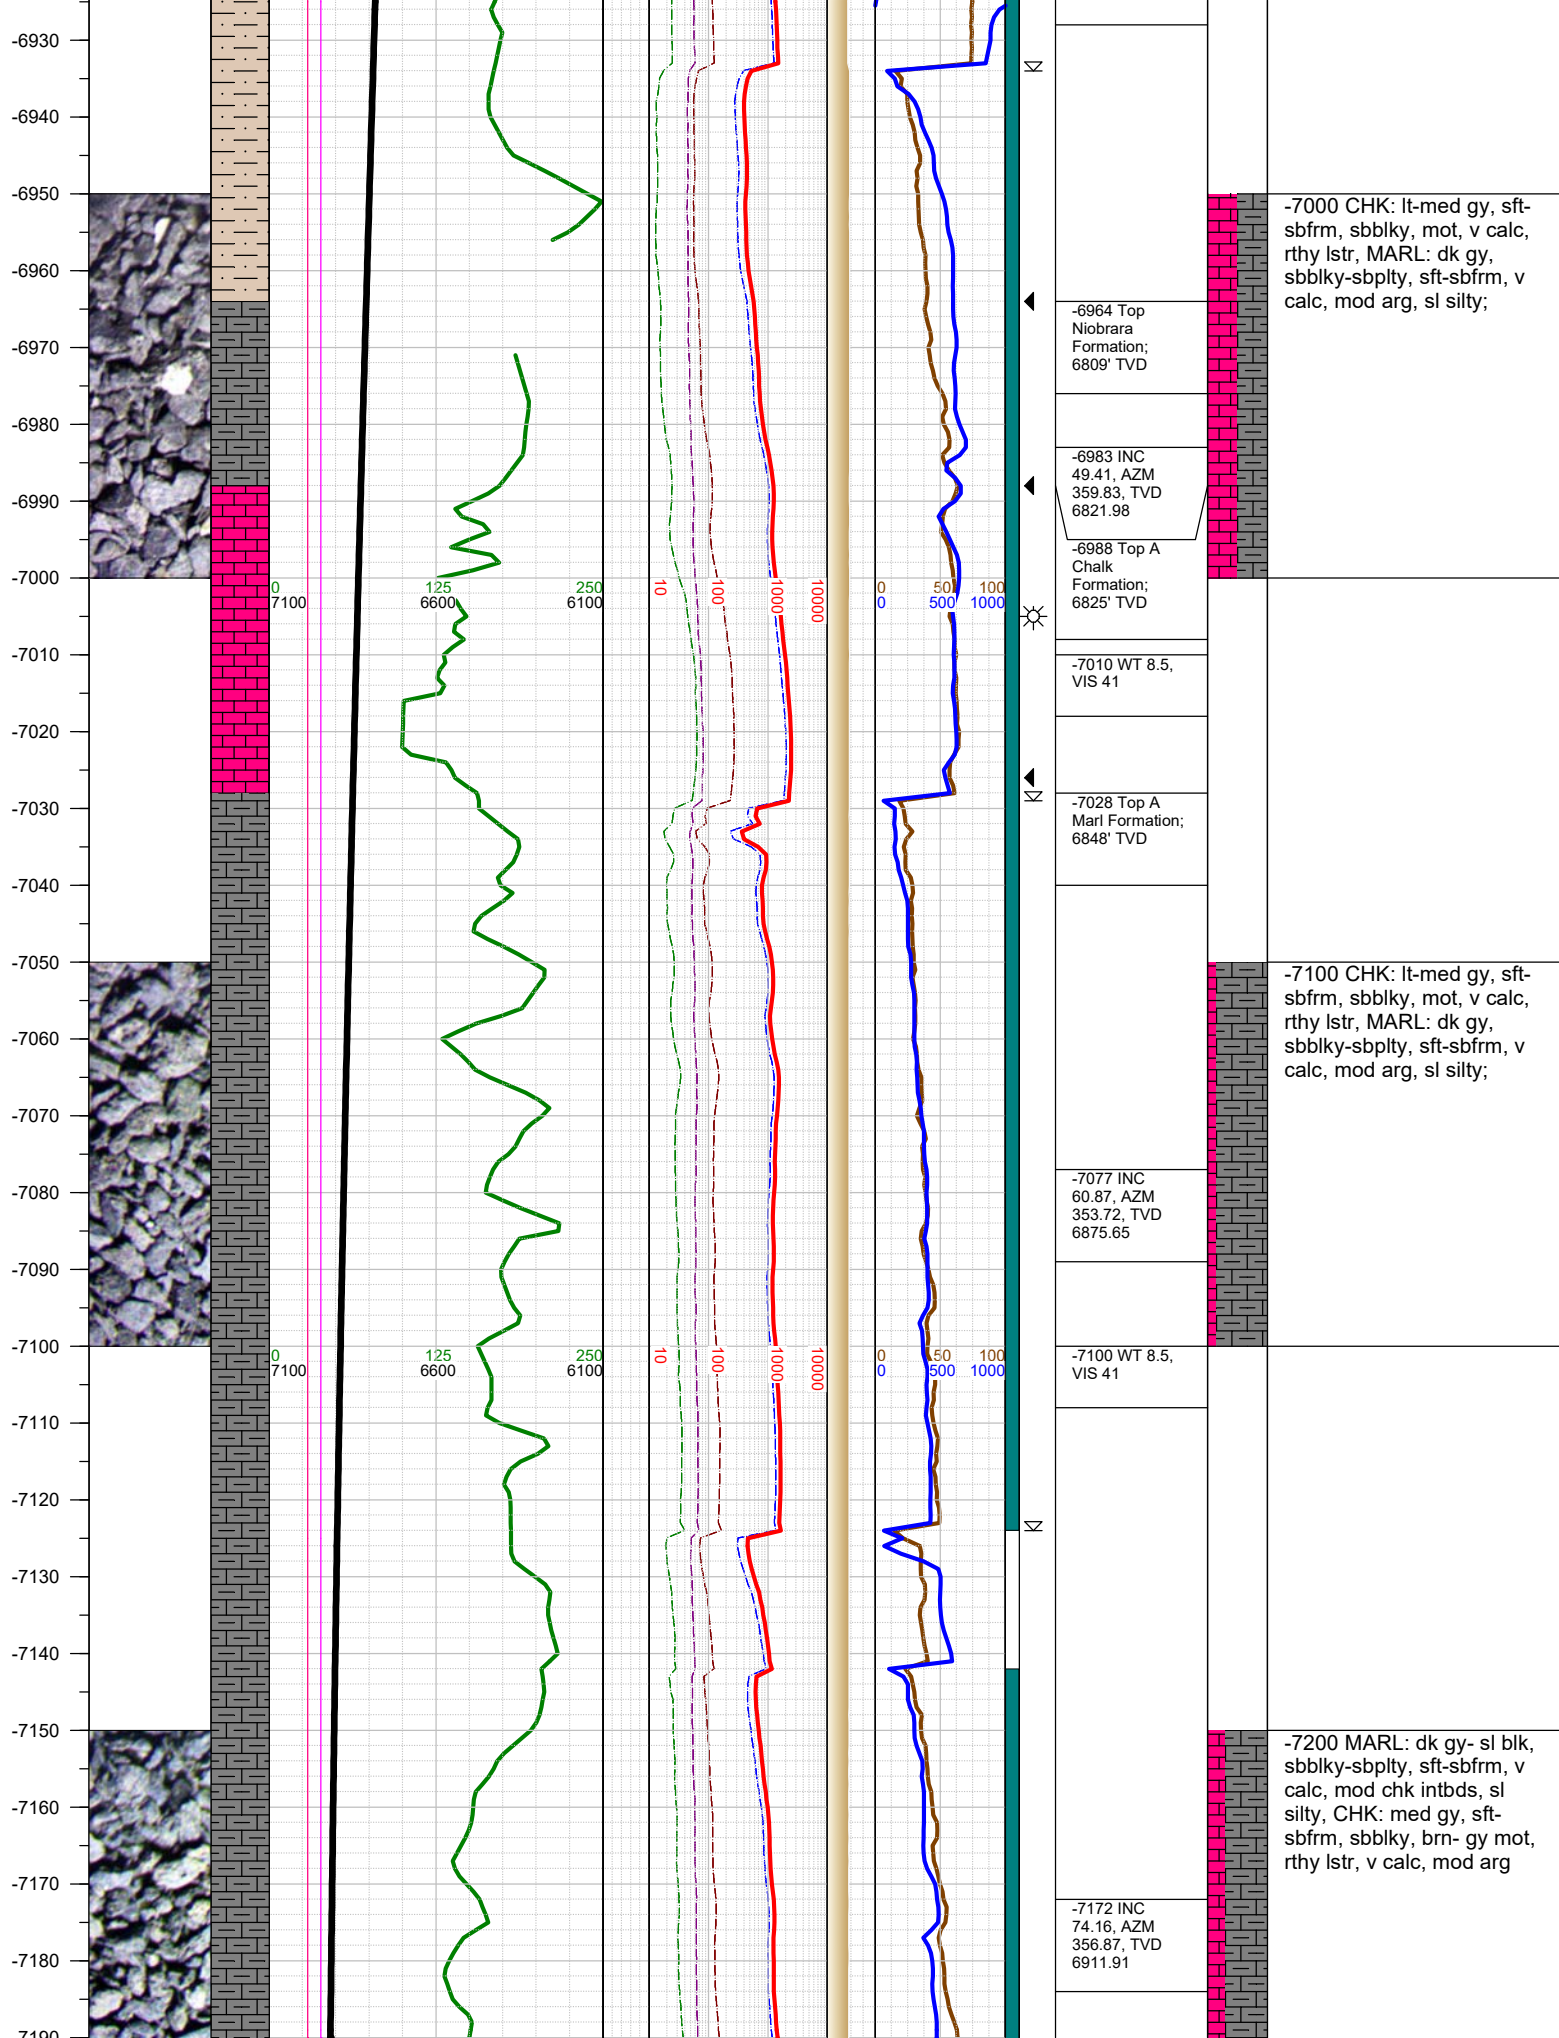 -6930
-6940
-6950
-6960
-6970
-6980
-6990
-7000
-7010
-7020
-7030
-7040
-7050
-7060
-7070
-7080
-7090
-7100
-7110
-7120
-7130
-7140
-7150
-7160
-7170
-7180
-7190
0 125 250
7100 6600 6100
10 100 1000 10000
0 50 100
0 500 1000
0 125 250
7100 6600 6100
10 100 1000 10000
0 50 100
0 500 1000
-6964 Top
Niobrara
Formation;
6809' TVD
-6983 INC
49.41, AZM
359.83, TVD
6821.98
-6988 Top A
Chalk
Formation;
6825' TVD
-7010 WT 8.5,
VIS 41
-7028 Top A
Marl Formation;
6848' TVD
-7077 INC
60.87, AZM
353.72, TVD
6875.65
-7100 WT 8.5,
VIS 41
-7172 INC
74.16, AZM
356.87, TVD
6911.91
-7000 CHK: lt-med gy, sft-
sbfrm, sbblky, mot, v calc,
rthy lstr, MARL: dk gy,
sbblky-sbplty, sft-sbfrm, v
calc, mod arg, sl silty;
-7100 CHK: lt-med gy, sft-
sbfrm, sbblky, mot, v calc,
rthy lstr, MARL: dk gy,
sbblky-sbplty, sft-sbfrm, v
calc, mod arg, sl silty;
-7200 MARL: dk gy- sl blk,
sbblky-sbplty, sft-sbfrm, v
calc, mod chk intbds, sl
silty, CHK: med gy, sft-
sbfrm, sbblky, brn- gy mot,
rthy lstr, v calc, mod arg